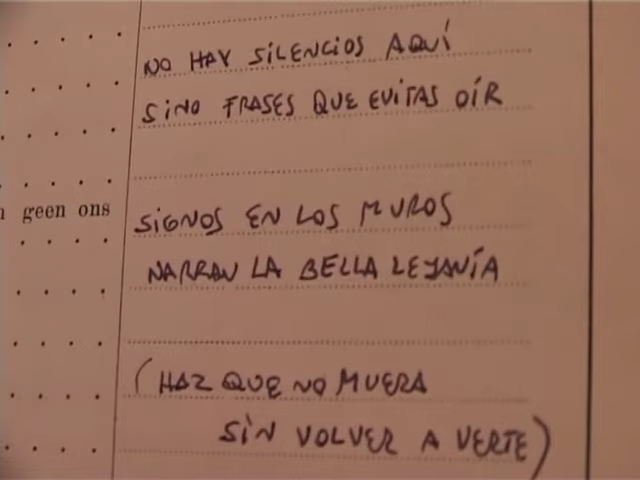 NO HAY SILENCIOS AQUÍ
SINO FRASES QUE EVITAS OÍR
geen ons
SIGNOS EN LOS MUROS
NARRAN LA BELLA LEJANÍA
(HAZ QUE NO MUERA
SIN VOLVER A VERTE)